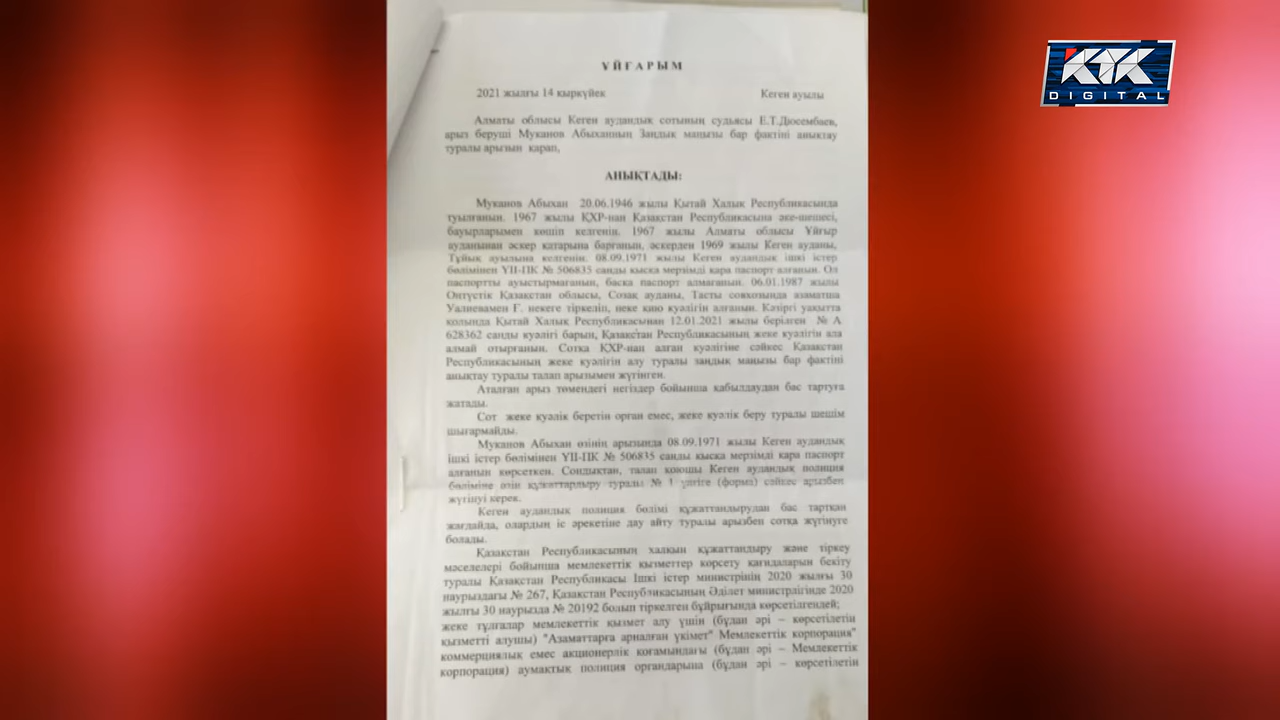 КТК
DIGITAL
ҰЙҒАРЫМ
2021 жылғы 14 қыркүйек Кеген ауылы
Алматы облысы Кеген аудандық сотының судьясы Е.Т.Дюсембаев,
арыз беруші Муканов Абыханның Заңдық маңызы бар фактіні анықтау
туралы арызын қарап,
АНЫҚТАДЫ:
Муканов Абыхан 20.06.1946 жылы Қытай Халық Республикасында
туылғанын. 1967 жылы ҚХР-нан Қазақстан Республикасына әке-шешесі,
бауырларымен көшіп келгенін. 1967 жылы Алматы облысы Ұйғыр
ауданынан әскер қатарына барғанын, әскерден 1969 жылы Кеген ауданы,
Тұйық ауылына келгенін. 08.09.1971 жылы Кеген аудандық ішкі істер
бөлімінен ҮІІ-ПК № 506835 санды қысқа мерзімді қара паспорт алғанын. Ол
паспортты ауыстырмағанын, басқа паспорт алмағанын. 06.01.1987 жылы
Оңтүстік Қазақстан облысы, Созақ ауданы, Тасты совхозында азаматша
Уалиевамен Ғ. некеге тіркеліп, неке қию куәлігін алғанын. Қазіргі уақытта
қолында Қытай Халық Республикасынан 12.01.2021 жылы берілген № А
628362 санды куәлігі барын, Қазақстан Республикасының жеке куәлігін ала
алмай отырғанын. Сотқа ҚХР-нан алған куәлігіне сәйкес Қазақстан
Республикасының жеке куәлігін алу туралы заңдық маңызы бар фактіні
анықтау туралы талап арызымен жүгінген.
Аталған арыз төмендегі негіздер бойынша қабылдаудан бас тартуға
жатады.
Сот жеке куәлік беретін орган емес, жеке куәлік беру туралы шешім
шығармайды.
Муканов Абыхан өзінің арызында 08.09.1971 жылы Кеген аудандық
ішкі істер бөлімінен ҮІІ-ПК № 506835 санды қысқа мерзімді қара паспорт
алғанын көрсеткен. Сондықтан, талап қоюшы Кеген аудандық полиция
бөліміне өзін құжаттардыру туралы № 1 үлгіге (форма) сәйкес арызбен
жүгінуі керек.
Кеген аудандық полиция бөлімі құжаттандырудан бас тартқан
жағдайда, олардың іс әрекетіне дау айту туралы арызбен сотқа жүгінуге
болады.
Қазақстан Республикасының халқын құжаттандыру және тіркеу
мәселелері бойынша мемлекеттік қызметтер көрсету қағидаларын бекіту
туралы Қазақстан Республикасы Ішкі істер министрінің 2020 жылғы 30
наурыздағы № 267, Қазақстан Республикасының Әділет министрлігінде 2020
жылғы 30 наурызда № 20192 болып тіркелген бұйрығында көрсетілгендей;
жеке тұлғалар мемлекеттік қызмет алу үшін (бұдан әрі – көрсетілетін
қызметті алушы) "Азаматтарға арналған үкімет" Мемлекеттік корпорация"
коммерциялық емес акционерлік қоғамындағы (бұдан әрі – Мемлекеттік
корпорация) аумақтық полиция органдарына (бұдан әрі – көрсетілетін